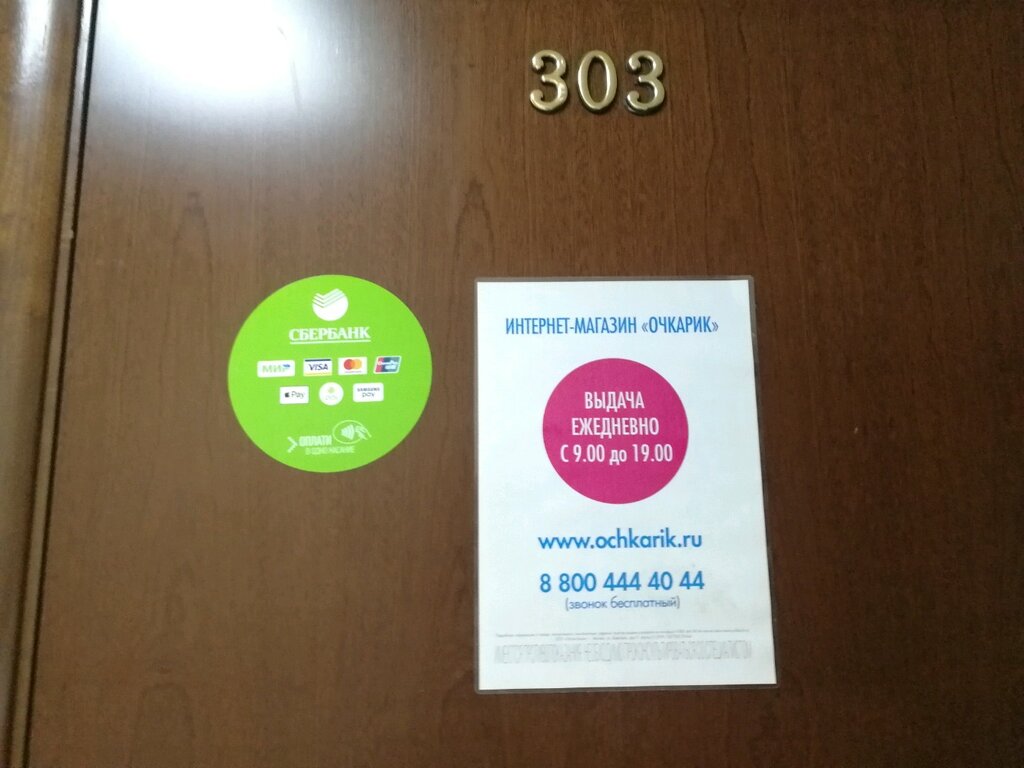 303
СБЕРБАНК
МИР VISA
Pay SAMSUNG pay
ОПЛАТИ
В ОДНО КАСАНИЕ
ИНТЕРНЕТ-МАГАЗИН «ОЧКАРИК»
ВЫДАЧА
ЕЖЕДНЕВНО
С 9.00 до 19.00
www.ochkarik.ru
8 800 444 40 44
(звонок бесплатный)